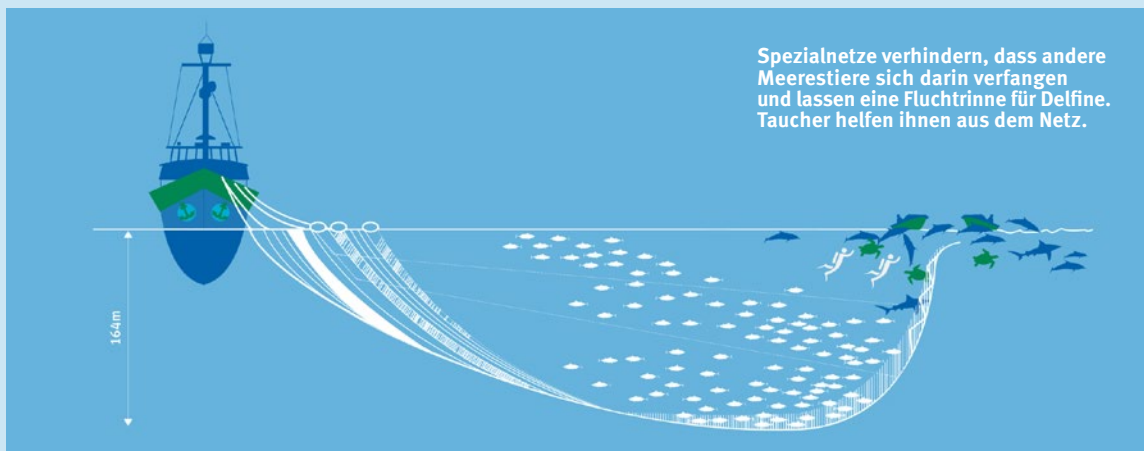 Spezialnetze verhindern, dass andere
Meerestiere sich darin verfangen
und lassen eine Fluchtrinne für Delfine.
Taucher helfen ihnen aus dem Netz.
164m